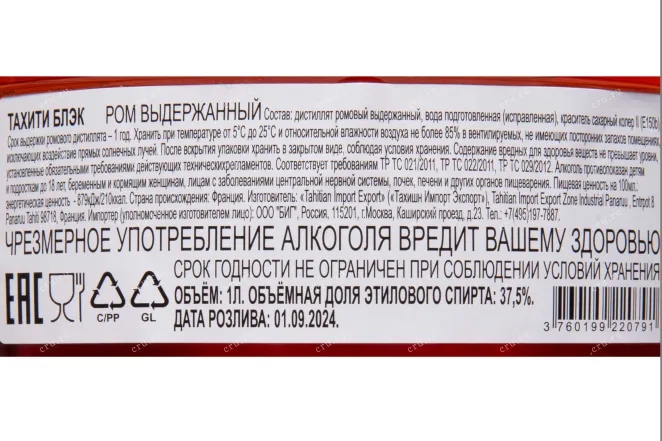 ТАХИТИ БЛЭК РОМ ВЫДЕРЖАННЫЙ Состав: дистиллят ромовый выдержанный, вода подготовленная (исправленная), краситель сахарный колер II (E150b).
Срок выдержки ромового дистиллята – 1 год. Хранить при температуре от 5°С до 25°С и относительной влажности воздуха не более 85% в вентилируемых, не имеющих посторонних запахов помещениях,
исключающих воздействие прямых солнечных лучей. После вскрытия упаковки хранить в закрытом виде, соблюдая условия хранения. Содержание вредных для здоровья веществ не превышает уровни,
установленные обязательными требованиями действующих техническихрегламентов. Соответствует требованиям ТР ТС 021/2011, ТР ТС 022/2011, ТР ТС 029/2012. Алкоголь противопоказан детям
и подросткам до 18 лет, беременным и кормящим женщинам, лицам с заболеваниями центральной нервной системы, почек, печени и других органов пищеварения. Пищевая ценность на 100мл.:
энергетическая ценность - 879кДж/210ккал. Страна происхождения: Франция. Изготовитель: «Tahitian Import Export» («Тахишн Импорт Экспорт»), Tahitian Import Export Zone Industrial Panaruu , Entrpot 8
Panaruu Tahiti 98718, Франция. Импортер (уполномоченное изготовителем лицо): ООО "БИГ", Россия, 115201, г.Москва, Каширский проезд, д.23. Тел.: +7(495)197-7887.
ЧРЕЗМЕРНОЕ УПОТРЕБЛЕНИЕ АЛКОГОЛЯ ВРЕДИТ ВАШЕМУ ЗДОРОВЬЮ
СРОК ГОДНОСТИ НЕ ОГРАНИЧЕН ПРИ СОБЛЮДЕНИИ УСЛОВИЙ ХРАНЕНИЯ
EAC C/PP GL ОБЪЁМ: 1Л. ОБЪЁМНАЯ ДОЛЯ ЭТИЛОВОГО СПИРТА: 37,5%.
ДАТА РОЗЛИВА: 01.09.2024.
3 760199 220791